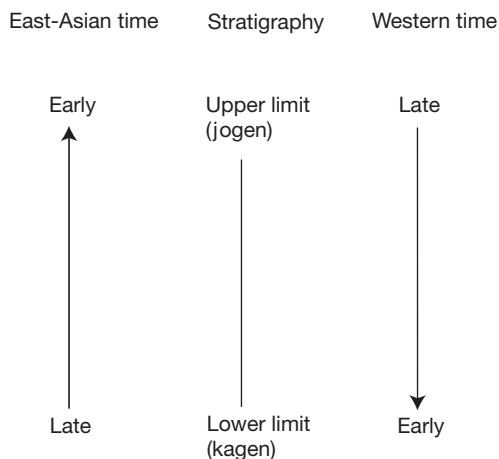 East-Asian time Stratigraphy Western time
Early Upper limit Late
(jogen)
Late Lower limit Early
(kagen)